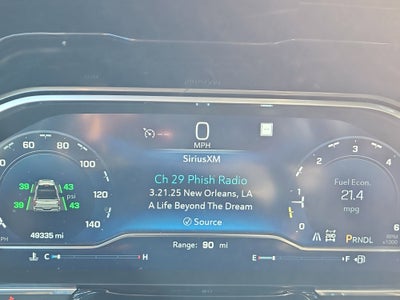 0
MPH
SiriusXM
Ch 29 Phish Radio
3.21.25 New Orleans, LA
A Life Beyond The Dream
Source
Range: 90 mi
60 80 100 120 140
39 43
psi
39 43
49335 mi
C H
1 2 3 4 5 6
0
Fuel Econ.
21.4
mpg
PRNDL
RPM
x1000
E F